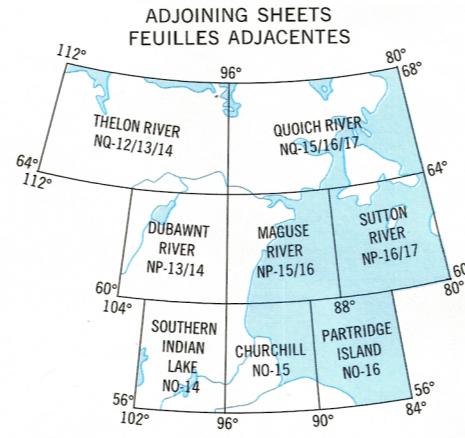 ADJOINING SHEETS
FEUILLES ADJACENTES
112°
96°
80°
68°
THELON RIVER
NQ-12/13/14
QUOICH RIVER
NQ-15/16/17
64°
112°
64°
DUBAWNT
RIVER
NP-13/14
MAGUSE
RIVER
NP-15/16
SUTTON
RIVER
NP-16/17
60°
104°
88°
60
80°
SOUTHERN
INDIAN
LAKE
NO-14
CHURCHILL
NO-15
PARTRIDGE
ISLAND
NO-16
56°
102°
96°
90°
56°
84°